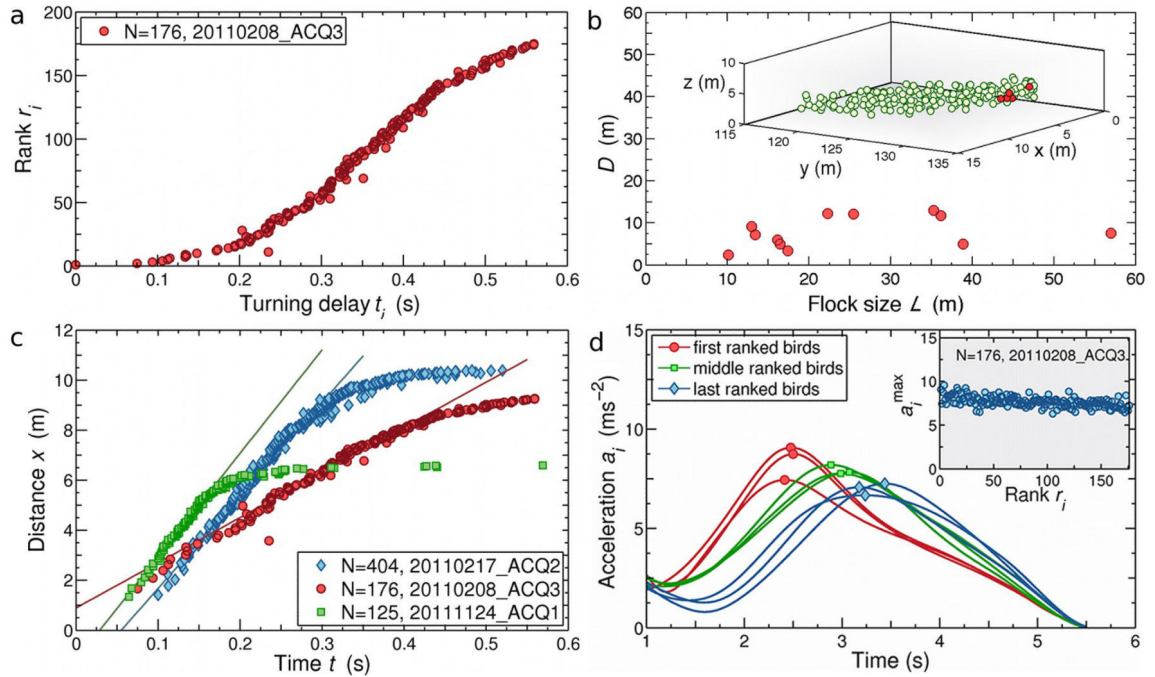 a
N=176, 20110208_ACQ3
200
150
100
50
0
Rank r_i
0 0.1 0.2 0.3 0.4 0.5 0.6
Turning delay t_i (s)
b
60
50
40
30
20
10
0
D (m)
z (m)
10
5
0
115 120 125 130 135
y (m)
15 10 5 0
x (m)
0 10 20 30 40 50 60
Flock size L (m)
c
12
10
8
6
4
2
0
Distance x (m)
N=404, 20110217_ACQ2
N=176, 20110208_ACQ3
N=125, 20111124_ACQ1
0 0.1 0.2 0.3 0.4 0.5 0.6
Time t (s)
d
first ranked birds
middle ranked birds
last ranked birds
15
10
5
0
Acceleration a_i (ms⁻²)
N=176, 20110208_ACQ3
15
10
5
0
a_i^max
0 50 100 150
Rank r_i
1 2 3 4 5 6
Time (s)